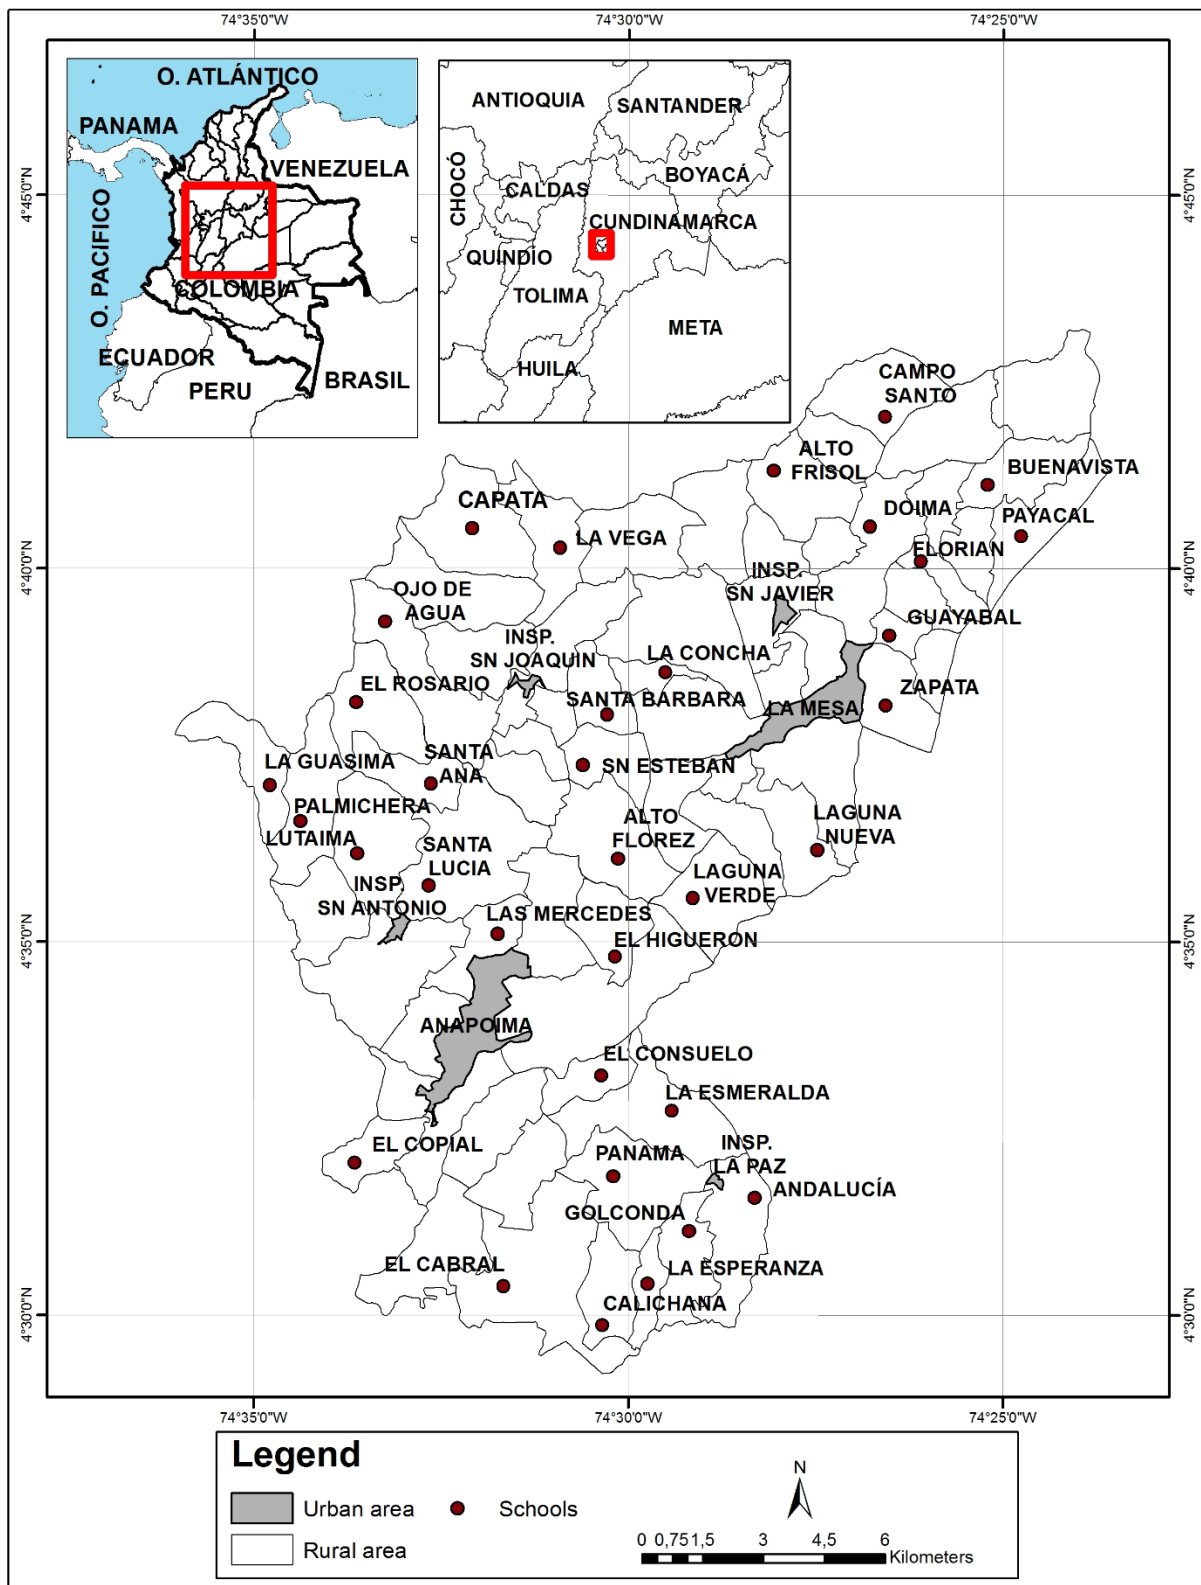 74°35'0"W
74°30'0"W
74°25'0"W
O. ATLÁNTICO
PANAMA
VENEZUELA
O. PACIFICO
COLOMBIA
ECUADOR
PERU
BRASIL
ANTIOQUIA
SANTANDER
CHOCÓ
BOYACÁ
CALDAS
CUNDINAMARCA
QUINDÍO
TOLIMA
META
HUILA
4°45'0"N
4°45'0"N
CAMPO
SANTO
ALTO
FRISOL
BUENAVISTA
CAPATA
DOIMA
PAYACAL
LA VEGA
FLORIAN
4°40'0"N
4°40'0"N
INSP.
SN JAVIER
OJO DE
AGUA
GUAYABAL
INSP.
SN JOAQUIN
LA CONCHA
EL ROSARIO
SANTA BARBARA
ZAPATA
LA MESA
SANTA
ANA
LA GUASIMA
SN ESTEBAN
PALMICHERA
LUTAIMA
ALTO
FLOREZ
LAGUNA
NUEVA
SANTA
LUCIA
LAGUNA
VERDE
INSP.
SN ANTONIO
LAS MERCEDES
EL HIGUERON
4°35'0"N
4°35'0"N
ANAPOIMA
EL CONSUELO
LA ESMERALDA
EL COPIAL
PANAMA
INSP.
LA PAZ
ANDALUCÍA
GOLCONDA
EL CABRAL
LA ESPERANZA
CALICHANA
4°30'0"N
4°30'0"N
74°35'0"W
74°30'0"W
74°25'0"W
Legend
Urban area
Schools
Rural area
N
0 0,75 1,5 3 4,5 6
Kilometers